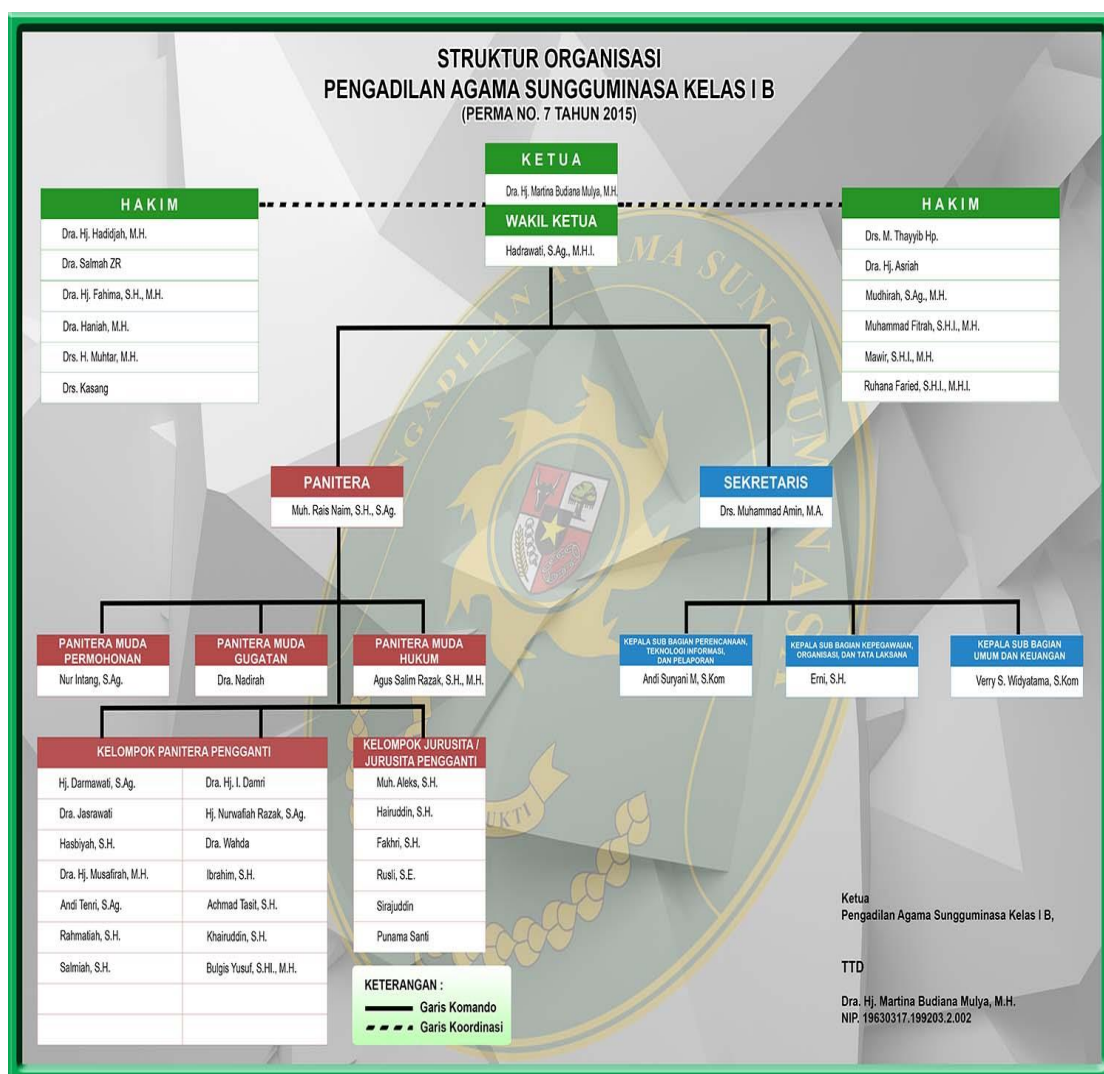 STRUKTUR ORGANISASI
PENGADILAN AGAMA SUNGGUMINASA KELAS I B
(PERMA NO. 7 TAHUN 2015)
KETUA
Dra. Hj. Martina Budiana Mulya, M.H.
WAKIL KETUA
Hadrawati, S.Ag., M.H.I.
HAKIM
Dra. Hj. Hadidjah, M.H.
Dra. Salmah ZR
Dra. Hj. Fahima, S.H., M.H.
Dra. Haniah, M.H.
Drs. H. Muhtar, M.H.
Drs. Kasang
HAKIM
Drs. M. Thayyib Hp.
Dra. Hj. Asriah
Mudhirah, S.Ag., M.H.
Muhammad Fitrah, S.H.I., M.H.
Mawir, S.H.I., M.H.
Ruhana Faried, S.H.I., M.H.I.
PENGADILAN AGAMA SUNGGUMINASA
PANITERA
Muh. Rais Naim, S.H., S.Ag.
SEKRETARIS
Drs. Muhammad Amin, M.A.
PANITERA MUDA
PERMOHONAN
Nur Intang, S.Ag.
PANITERA MUDA
GUGATAN
Dra. Nadirah
PANITERA MUDA
HUKUM
Agus Salim Razak, S.H., M.H.
KEPALA SUB BAGIAN PERENCANAAN,
TEKNOLOGI INFORMASI,
DAN PELAPORAN
Andi Suryani M, S.Kom
KEPALA SUB BAGIAN KEPEGAWAIAN,
ORGANISASI, DAN TATA LAKSANA
Erni, S.H.
KEPALA SUB BAGIAN
UMUM DAN KEUANGAN
Verry S. Widyatama, S.Kom
KELOMPOK PANITERA PENGGANTI
Hj. Darmawati, S.Ag.
Dra. Hj. I. Damri
Dra. Jasrawati
Hj. Nurwafiah Razak, S.Ag.
Hasbiyah, S.H.
Dra. Wahda
Dra. Hj. Musafirah, M.H.
Ibrahim, S.H.
Andi Tenri, S.Ag.
Achmad Tasit, S.H.
Rahmatiah, S.H.
Khairuddin, S.H.
Salmiah, S.H.
Bulgis Yusuf, S.HI., M.H.
KELOMPOK JURUSITA /
JURUSITA PENGGANTI
Muh. Aleks, S.H.
Hairuddin, S.H.
Fakhri, S.H.
Rusli, S.E.
Sirajuddin
Punama Santi
KETERANGAN :
Garis Komando
Garis Koordinasi
Ketua
Pengadilan Agama Sungguminasa Kelas I B,
TTD
Dra. Hj. Martina Budiana Mulya, M.H.
NIP. 19630317.199203.2.002